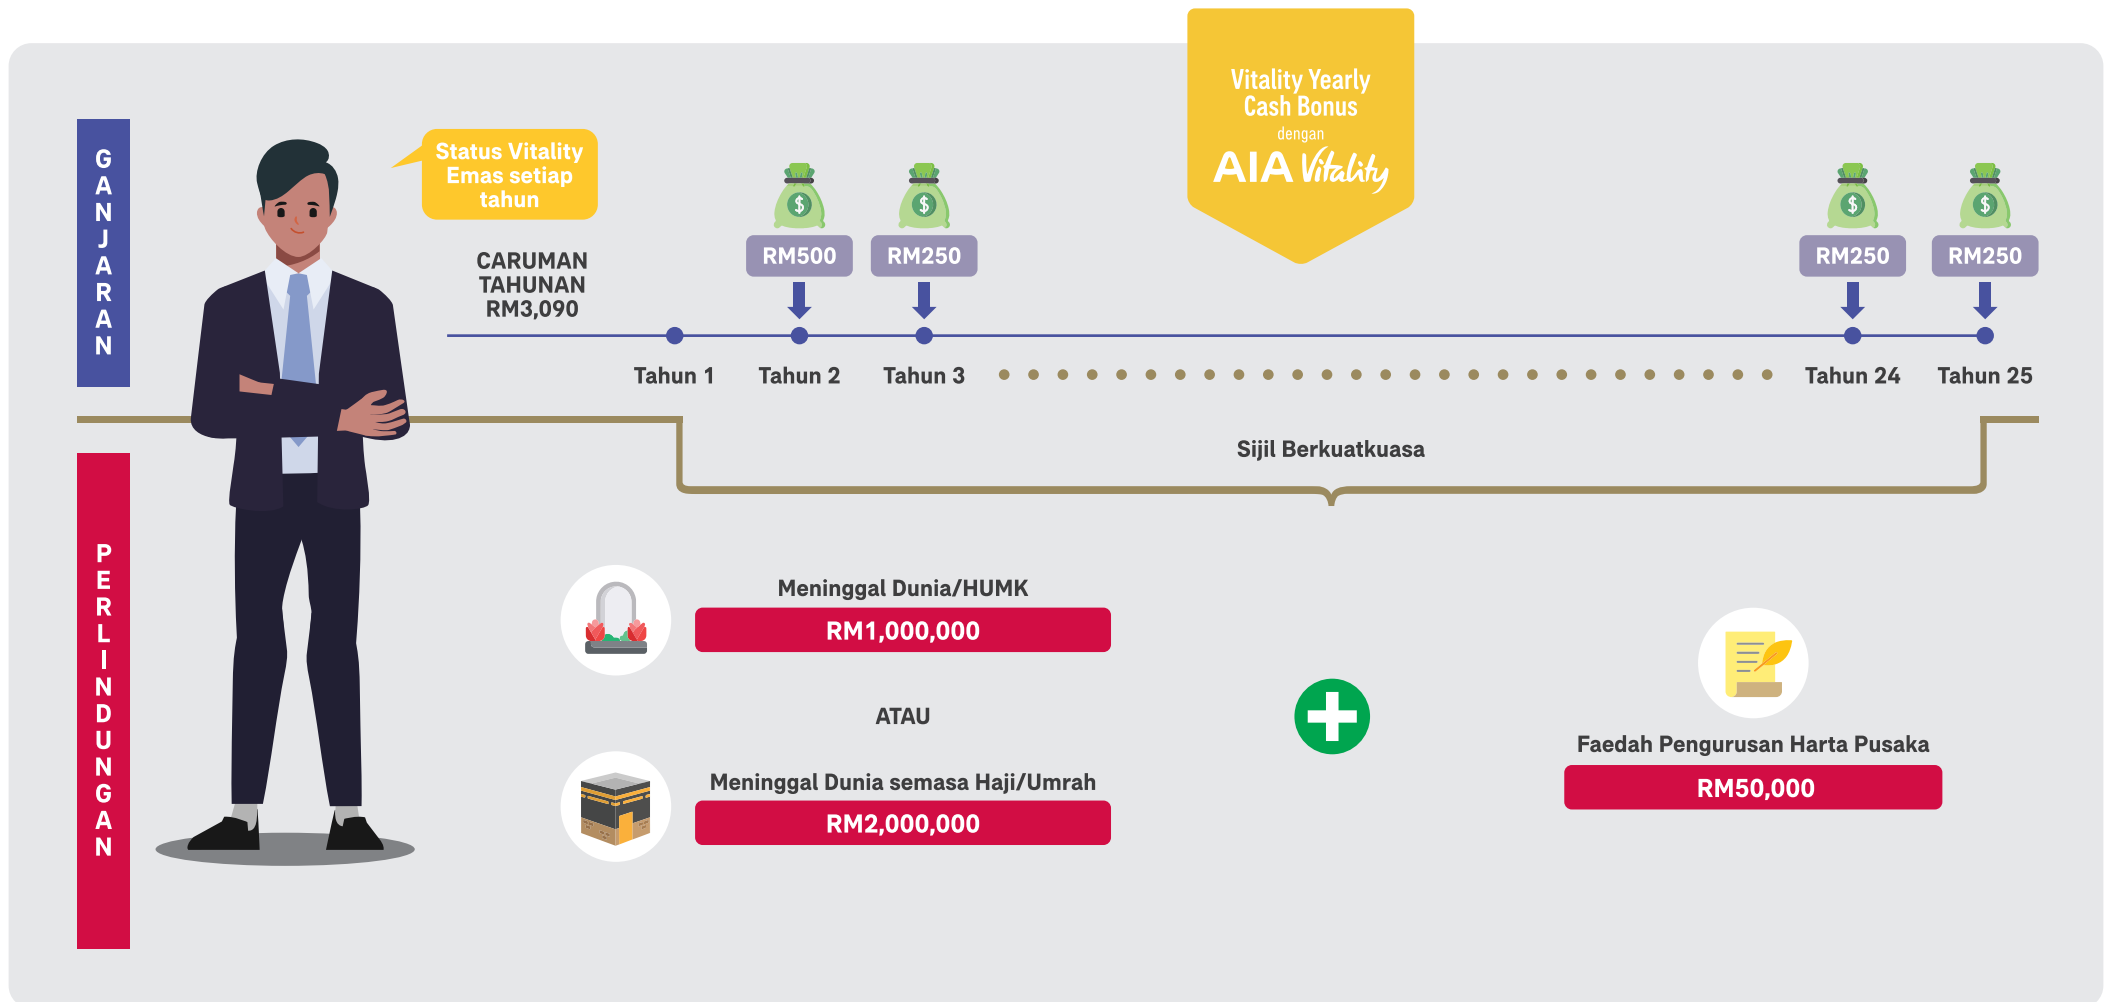 Vitality Yearly
Cash Bonus
dengan
AIA Vitality
GANJARAN
Status Vitality
Emas setiap
tahun
CARUMAN
TAHUNAN
RM3,090
RM500
RM250
RM250
RM250
Tahun 1
Tahun 2
Tahun 3
Tahun 24
Tahun 25
Sijil Berkuatkuasa
PERLINDUNGAN
Meninggal Dunia/HUMK
RM1,000,000
ATAU
Meninggal Dunia semasa Haji/Umrah
RM2,000,000
Faedah Pengurusan Harta Pusaka
RM50,000